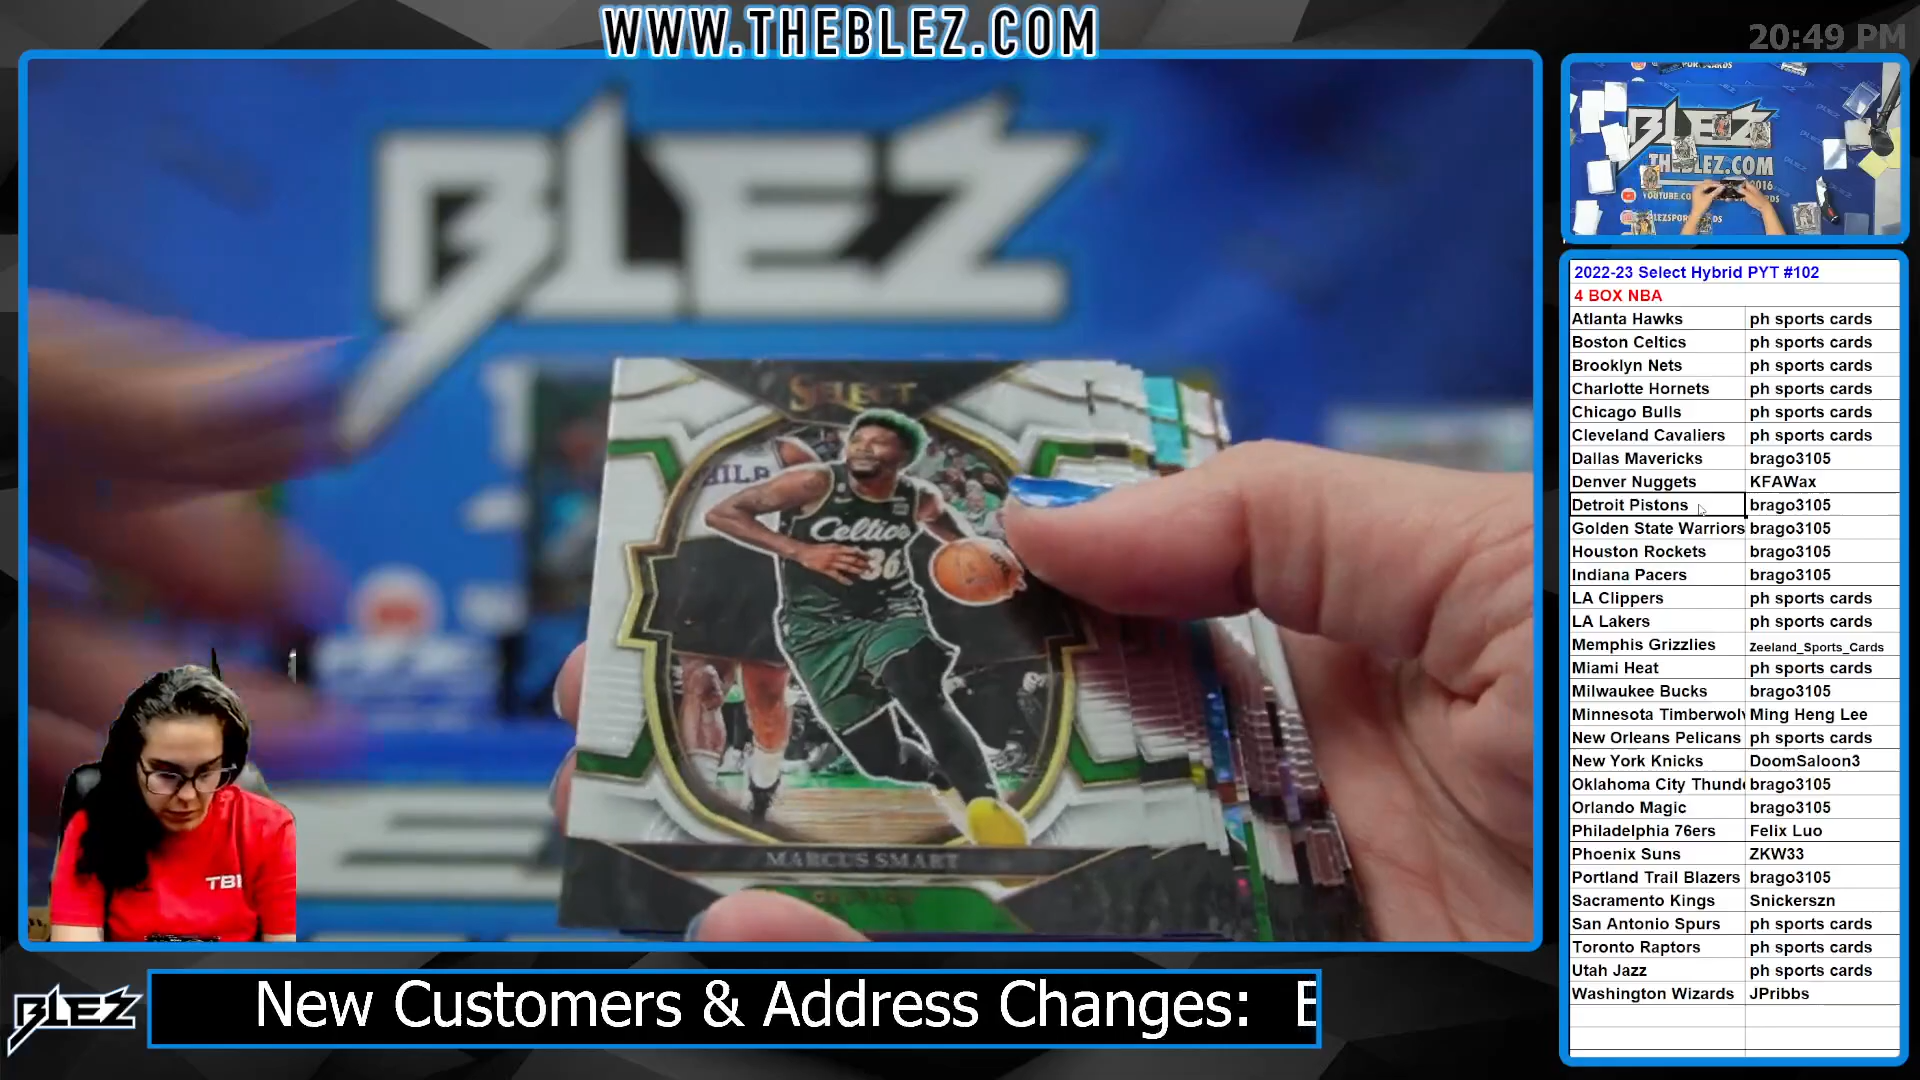 WWW.THEBLEZ.COM
20:49 PM
BLEZ
SELECT
PHILA
Celtics
36
MARCUS SMART
TBL
BLEZ
THEBLEZ.COM
2022-23 Select Hybrid PYT #102
4 BOX NBA
Atlanta Hawks ph sports cards
Boston Celtics ph sports cards
Brooklyn Nets ph sports cards
Charlotte Hornets ph sports cards
Chicago Bulls ph sports cards
Cleveland Cavaliers ph sports cards
Dallas Mavericks brago3105
Denver Nuggets KFAWax
Detroit Pistons brago3105
Golden State Warriors brago3105
Houston Rockets brago3105
Indiana Pacers brago3105
LA Clippers ph sports cards
LA Lakers ph sports cards
Memphis Grizzlies Zeeland_Sports_Cards
Miami Heat ph sports cards
Milwaukee Bucks brago3105
Minnesota Timberwol Ming Heng Lee
New Orleans Pelicans ph sports cards
New York Knicks DoomSaloon3
Oklahoma City Thund brago3105
Orlando Magic brago3105
Philadelphia 76ers Felix Luo
Phoenix Suns ZKW33
Portland Trail Blazers brago3105
Sacramento Kings Snickerszn
San Antonio Spurs ph sports cards
Toronto Raptors ph sports cards
Utah Jazz ph sports cards
Washington Wizards JPribbs
BLEZ
New Customers & Address Changes: E